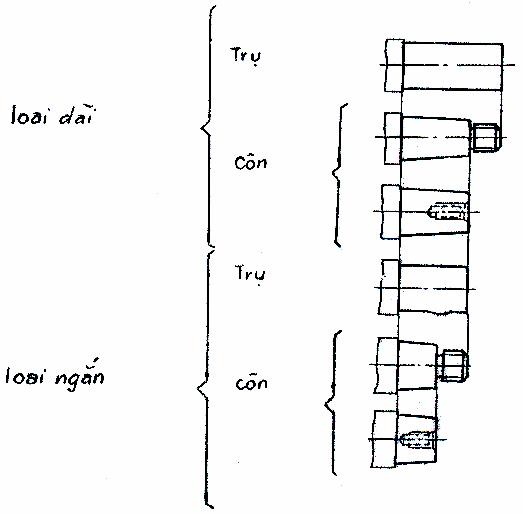 Trụ
loại dài
Côn
Trụ
loại ngắn
côn